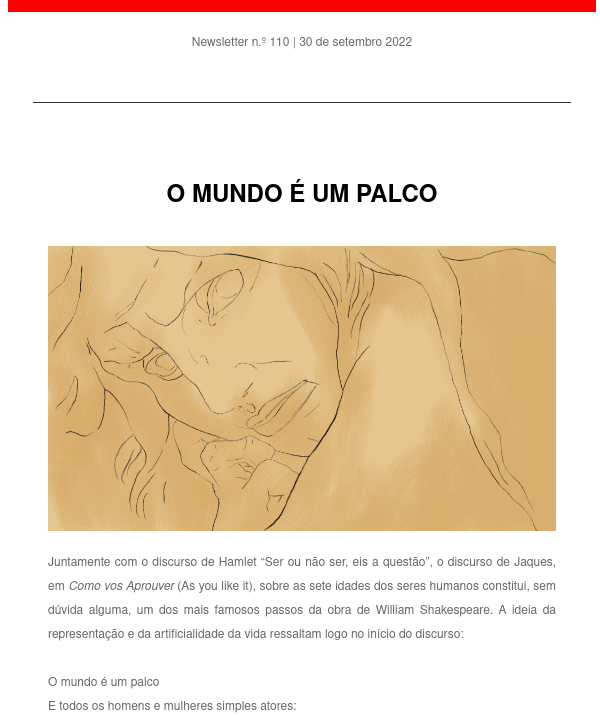 Newsletter n.º 110 | 30 de setembro 2022
O MUNDO É UM PALCO
Juntamente com o discurso de Hamlet “Ser ou não ser, eis a questão”, o discurso de Jaques,
em Como vos Aprouver (As you like it), sobre as sete idades dos seres humanos constitui, sem
dúvida alguma, um dos mais famosos passos da obra de William Shakespeare. A ideia da
representação e da artificialidade da vida ressaltam logo no início do discurso:
O mundo é um palco
E todos os homens e mulheres simples atores: